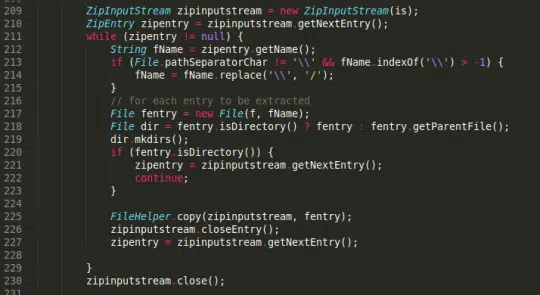 209 ZipInputStream zipinputstream = new ZipInputStream(is);
210 ZipEntry zipentry = zipinputstream.getNextEntry();
211 while (zipentry != null) {
212 String fName = zipentry.getName();
213 if (File.pathSeparatorChar != '\\' && fName.indexOf('\\') > -1) {
214 fName = fName.replace('\\', '/');
215 }
216 // for each entry to be extracted
217 File fentry = new File(f, fName);
218 File dir = fentry.isDirectory() ? fentry : fentry.getParentFile();
219 dir.mkdirs();
220 if (fentry.isDirectory()) {
221 zipentry = zipinputstream.getNextEntry();
222 continue;
223 }
224
225 FileHelper.copy(zipinputstream, fentry);
226 zipinputstream.closeEntry();
227 zipentry = zipinputstream.getNextEntry();
228
229 }
230 zipinputstream.close();
231